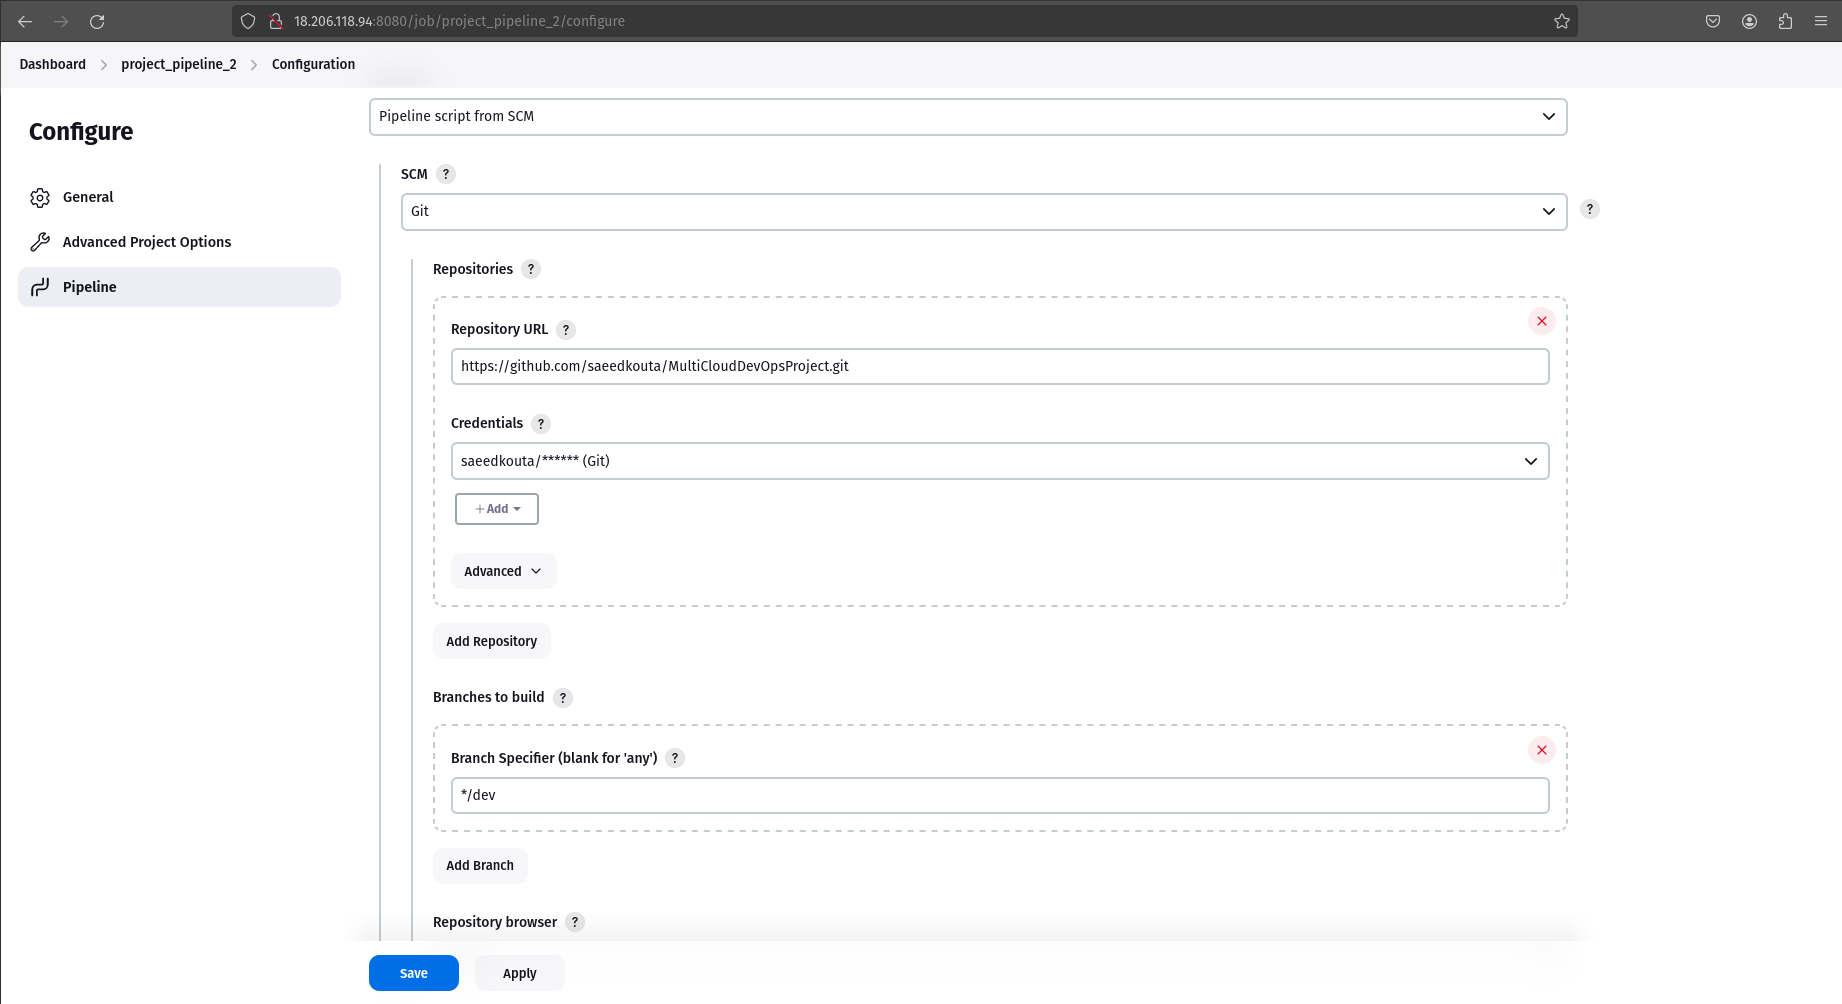 18.206.118.94:8080/job/project_pipeline_2/configure
Dashboard > project_pipeline_2 > Configuration
Configure
General
Advanced Project Options
Pipeline
Pipeline script from SCM
SCM ?
Git
?
Repositories ?
Repository URL ?
https://github.com/saeedkouta/MultiCloudDevOpsProject.git
Credentials ?
saeedkouta/****** (Git)
+ Add
Advanced
Add Repository
Branches to build ?
Branch Specifier (blank for 'any') ?
*/dev
Add Branch
Repository browser ?
Save Apply